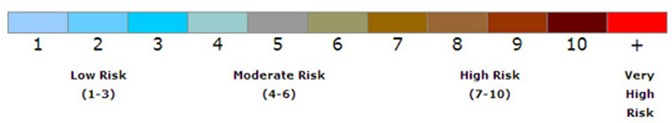 1 2 3 4 5 6 7 8 9 10 +
Low Risk Moderate Risk High Risk Very
(1-3) (4-6) (7-10) High
Risk